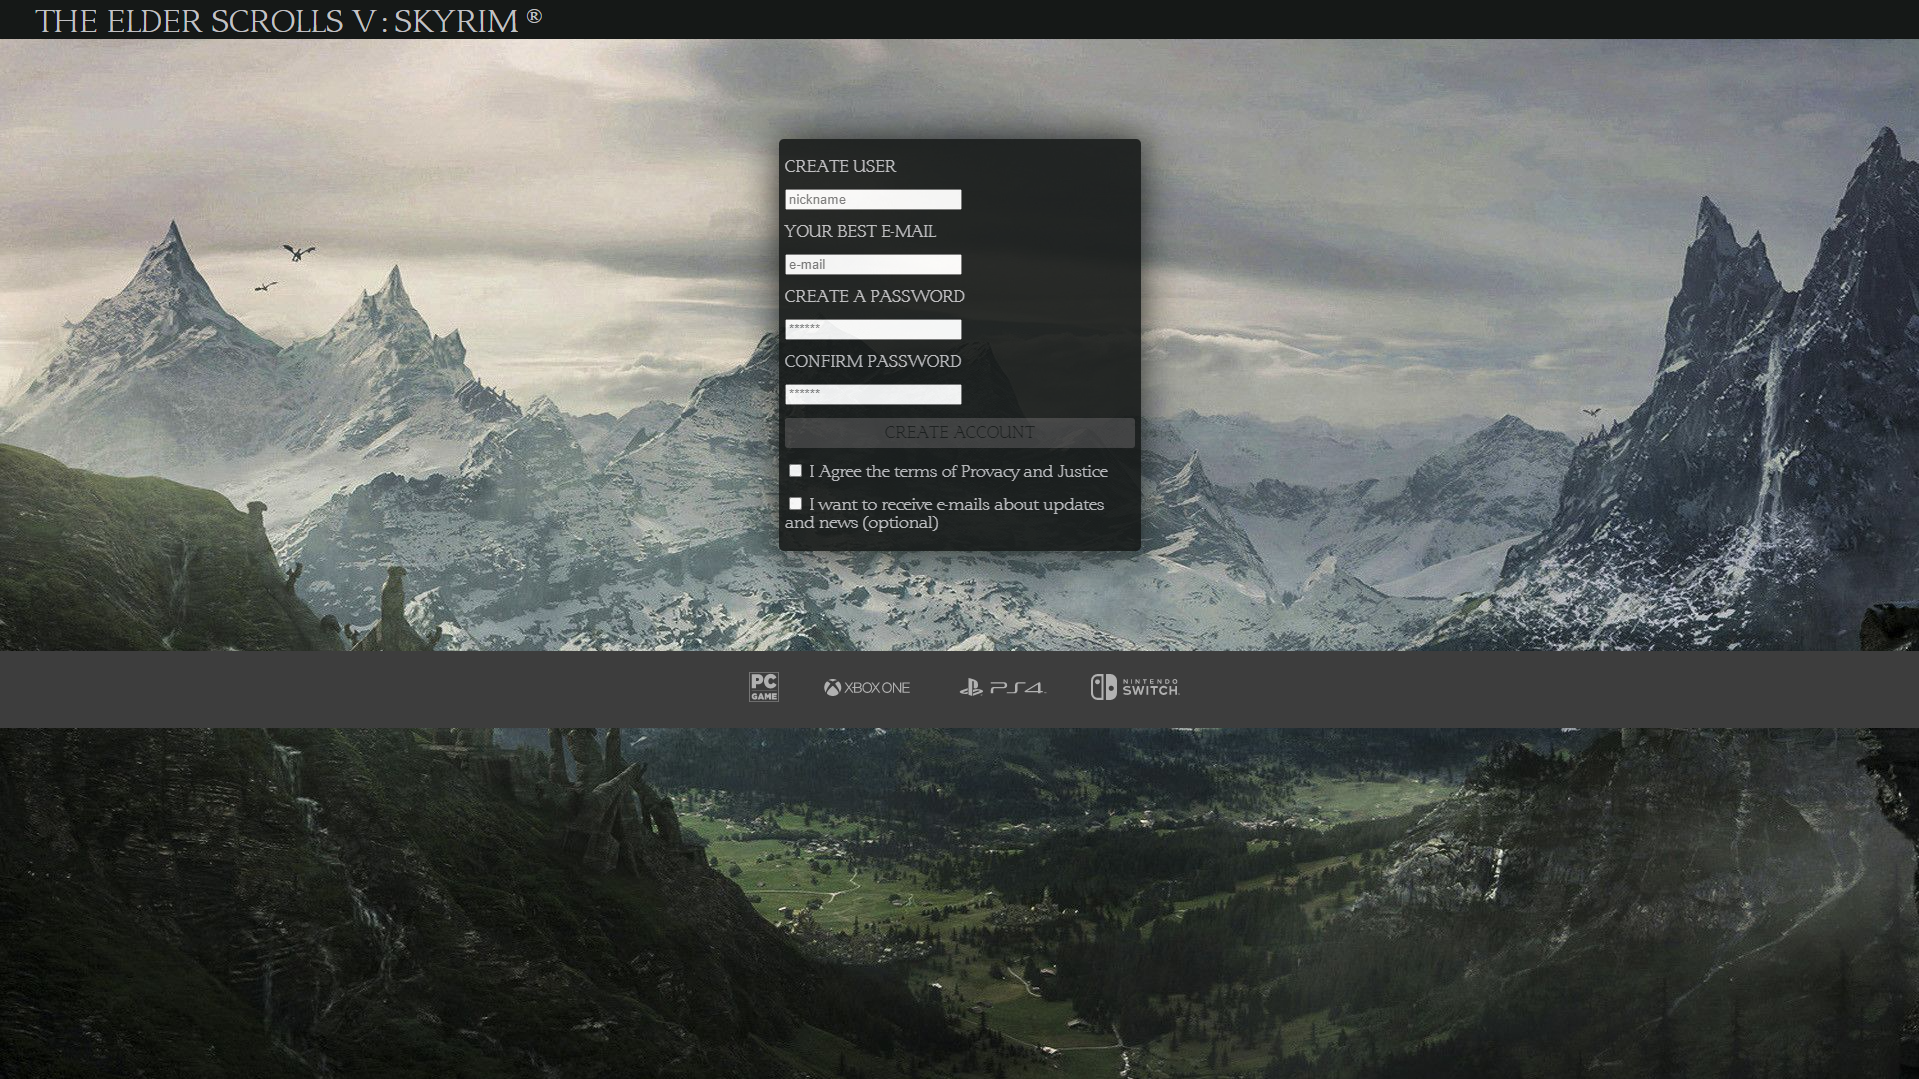 THE ELDER SCROLLS V : SKYRIM ®
CREATE USER
nickname
YOUR BEST E-MAIL
e-mail
CREATE A PASSWORD
******
CONFIRM PASSWORD
******
CREATE ACCOUNT
I Agree the terms of Provacy and Justice
I want to receive e-mails about updates
and news (optional)
PC GAME XBOX ONE PS4 NINTENDO SWITCH